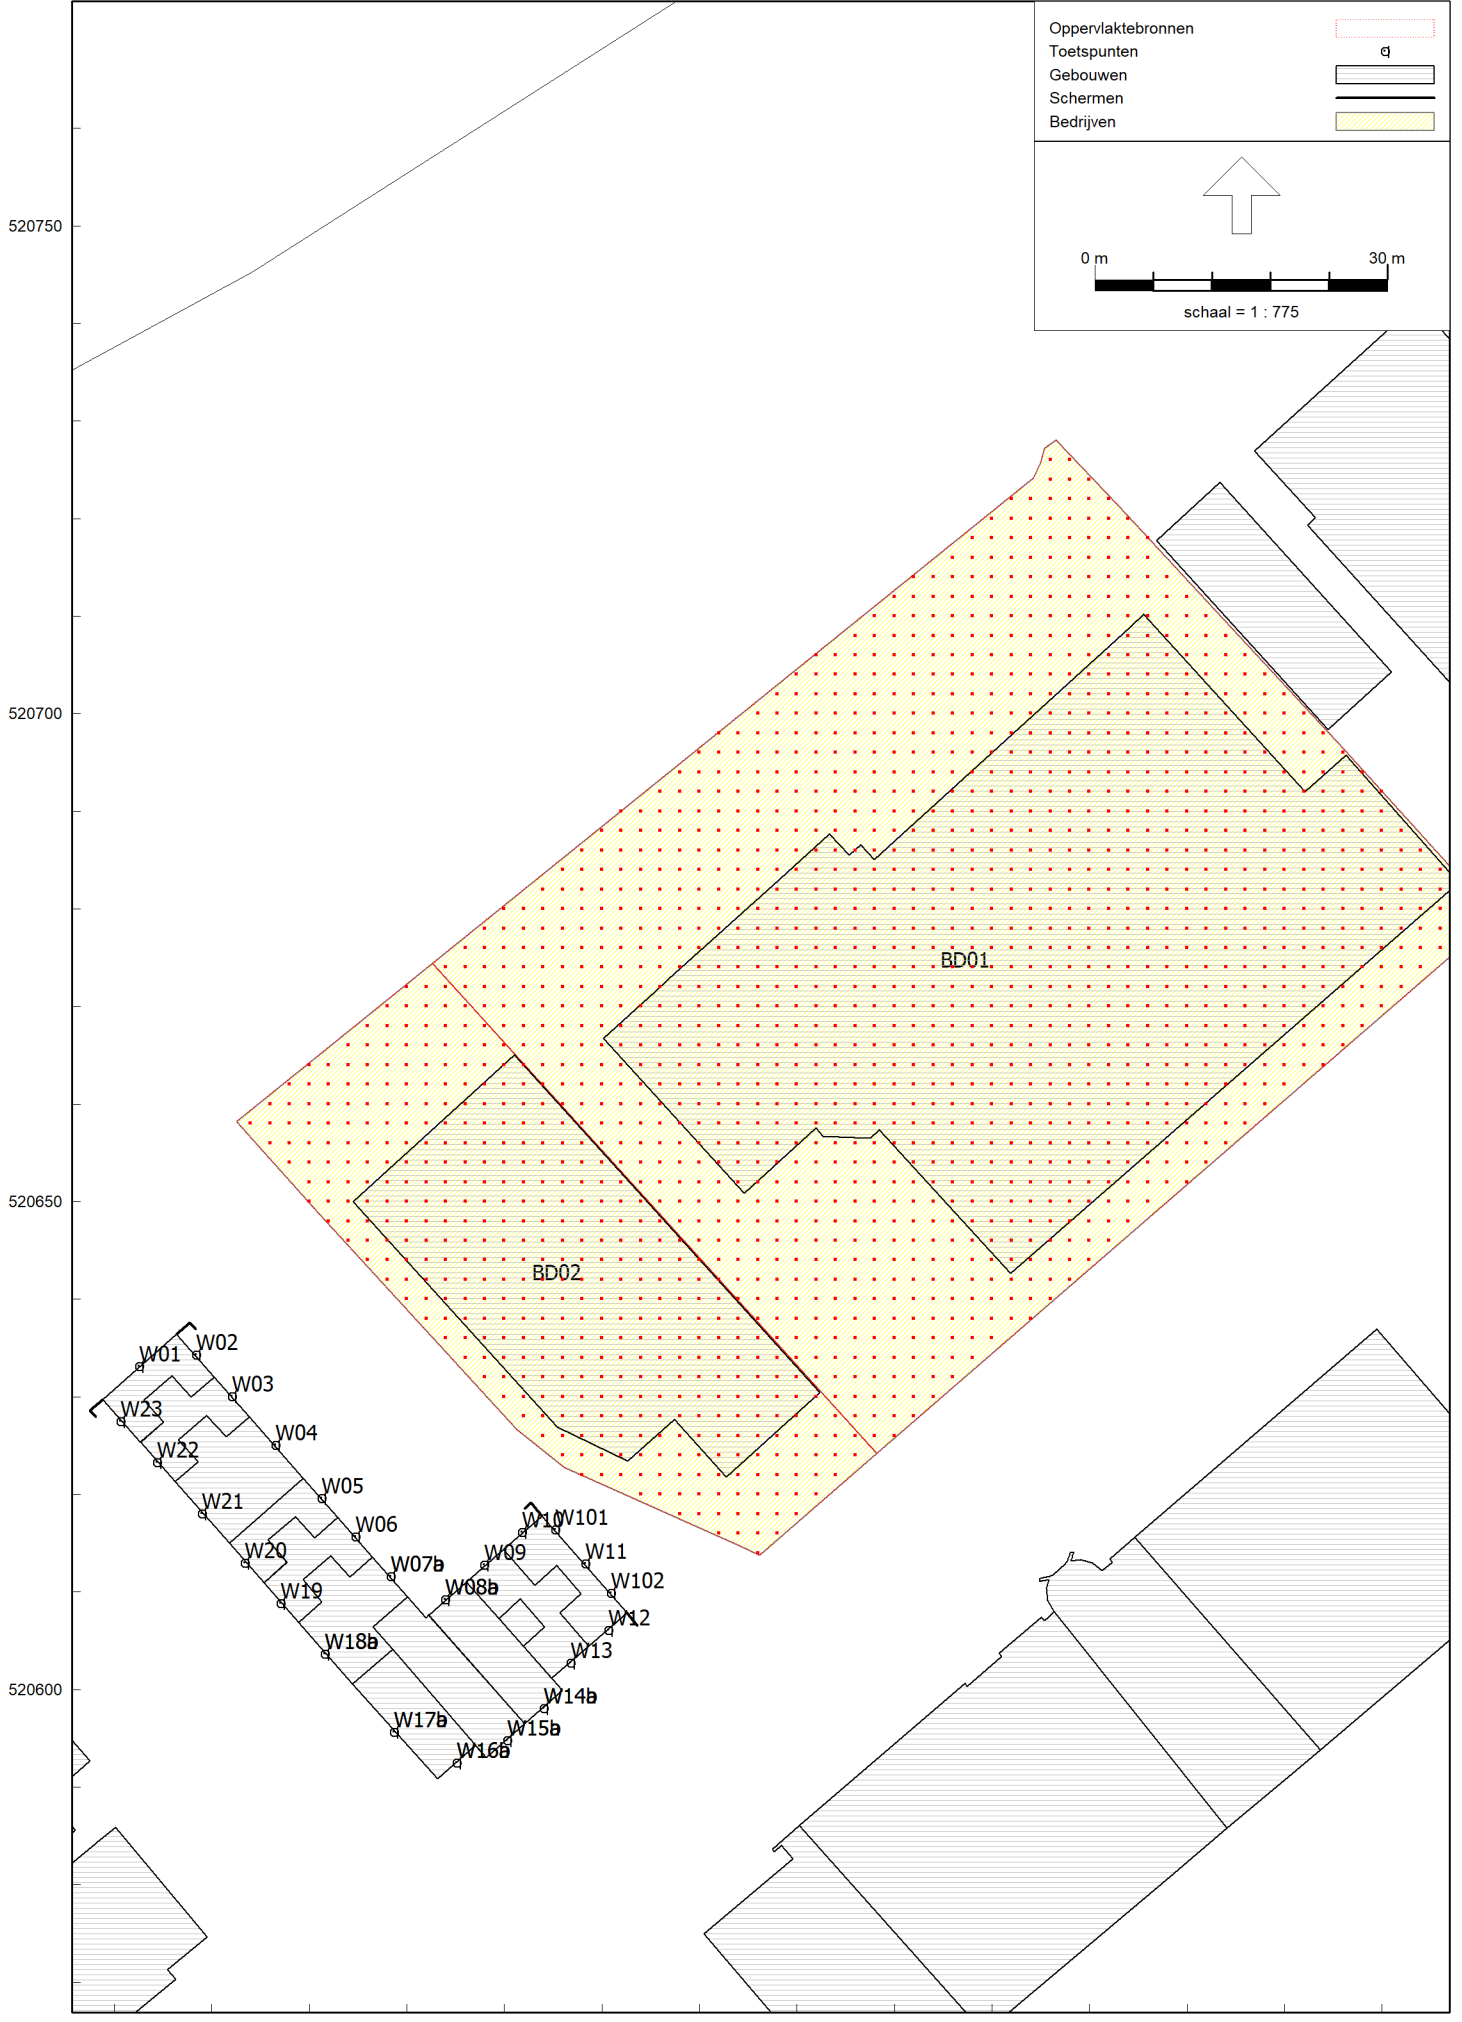 Oppervlaktebronnen
Toetspunten
Gebouwen
Schermen
Bedrijven
0 m 30 m
schaal = 1 : 775
520750
520700
520650
520600
BD01
BD02
W01
W02
W03
W23
W04
W22
W05
W21
W06
W10
W101
W20
W07b
W09
W11
W19
W08b
W102
W12
W18b
W13
W14b
W17b
W15b
W16b